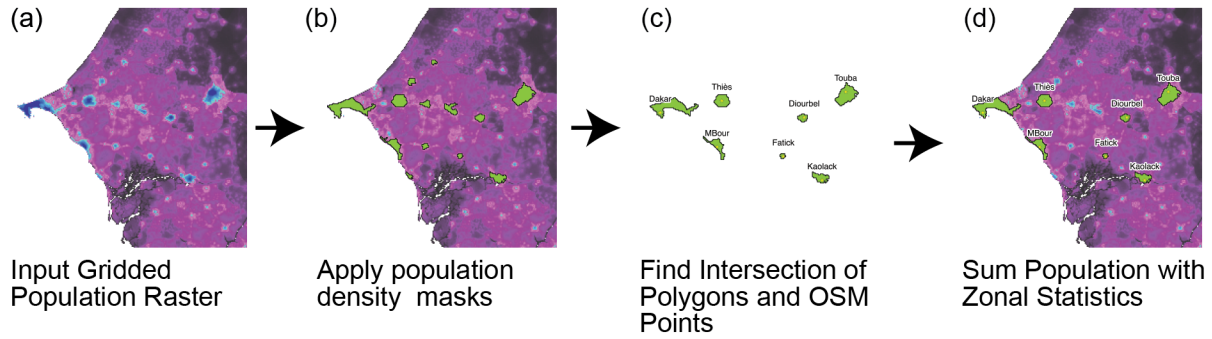 (a)
(b)
(c)
(d)
Touba
Thiès
Dakar
Diourbel
MBour
Fatick
Kaolack
Touba
Thiès
Dakar
Diourbel
MBour
Fatick
Kaolack
Input Gridded
Population Raster
Apply population
density masks
Find Intersection of
Polygons and OSM
Points
Sum Population with
Zonal Statistics